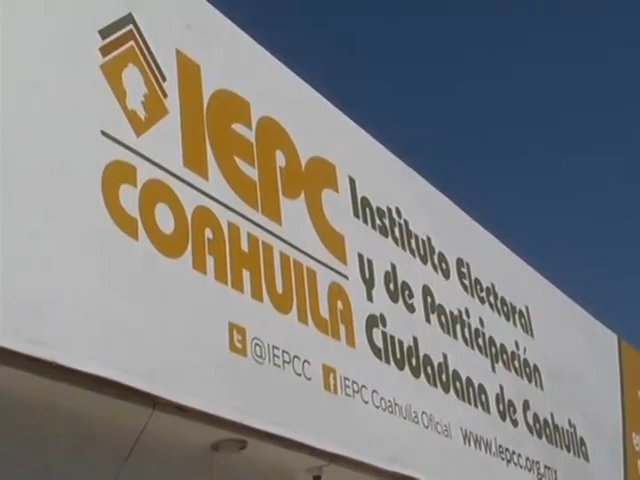 IEPC
COAHUILA
Instituto Electoral
y de Participación
Ciudadana de Coahuila
@IEPCC
IEPC Coahuila Oficial
www.iepcc.org.mx